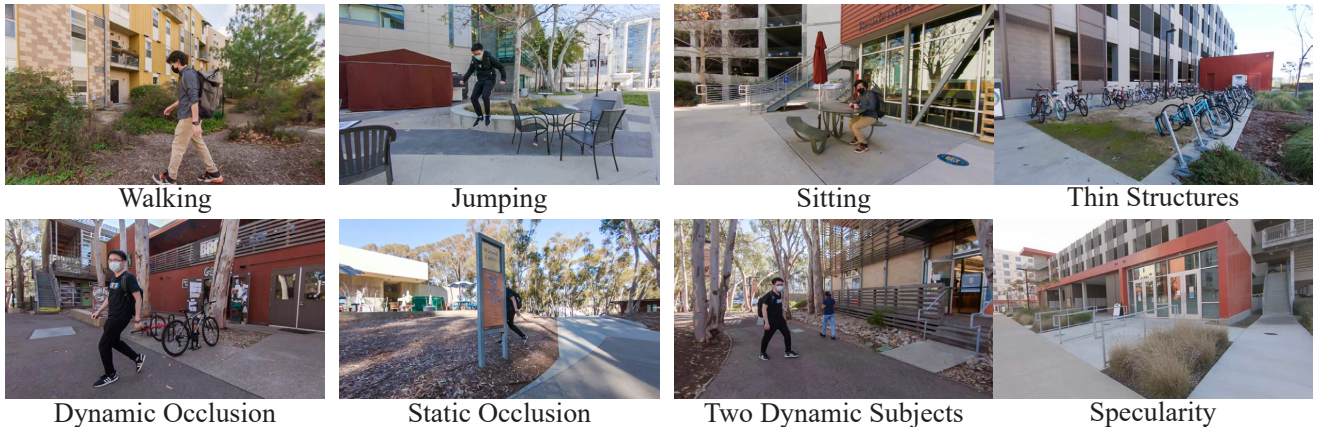 Walking
Jumping
Sitting
Thin Structures
Dynamic Occlusion
Static Occlusion
Two Dynamic Subjects
Specularity